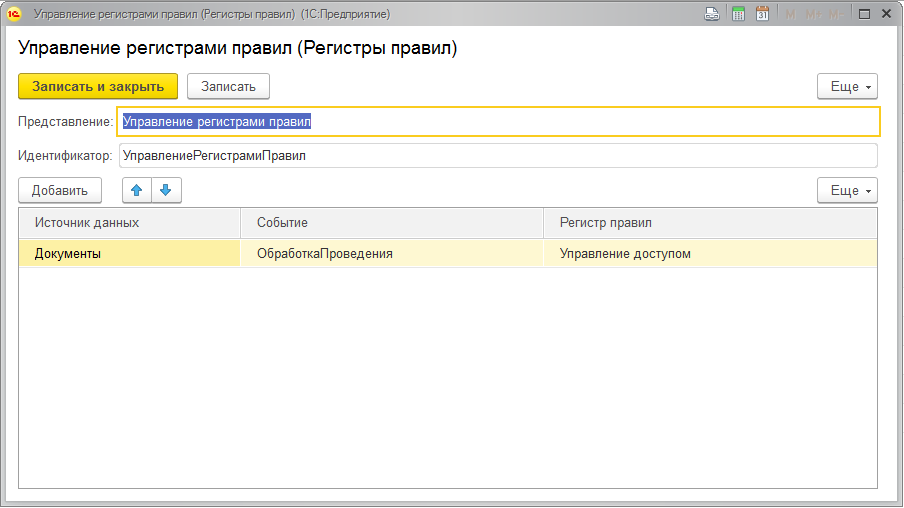 Управление регистрами правил (Регистры правил) (1С:Предприятие)
M M+ M-
Управление регистрами правил (Регистры правил)
Записать и закрыть Записать Еще
Представление: Управление регистрами правил
Идентификатор: УправлениеРегистрамиПравил
Добавить Еще
Источник данных Событие Регистр правил
Документы ОбработкаПроведения Управление доступом